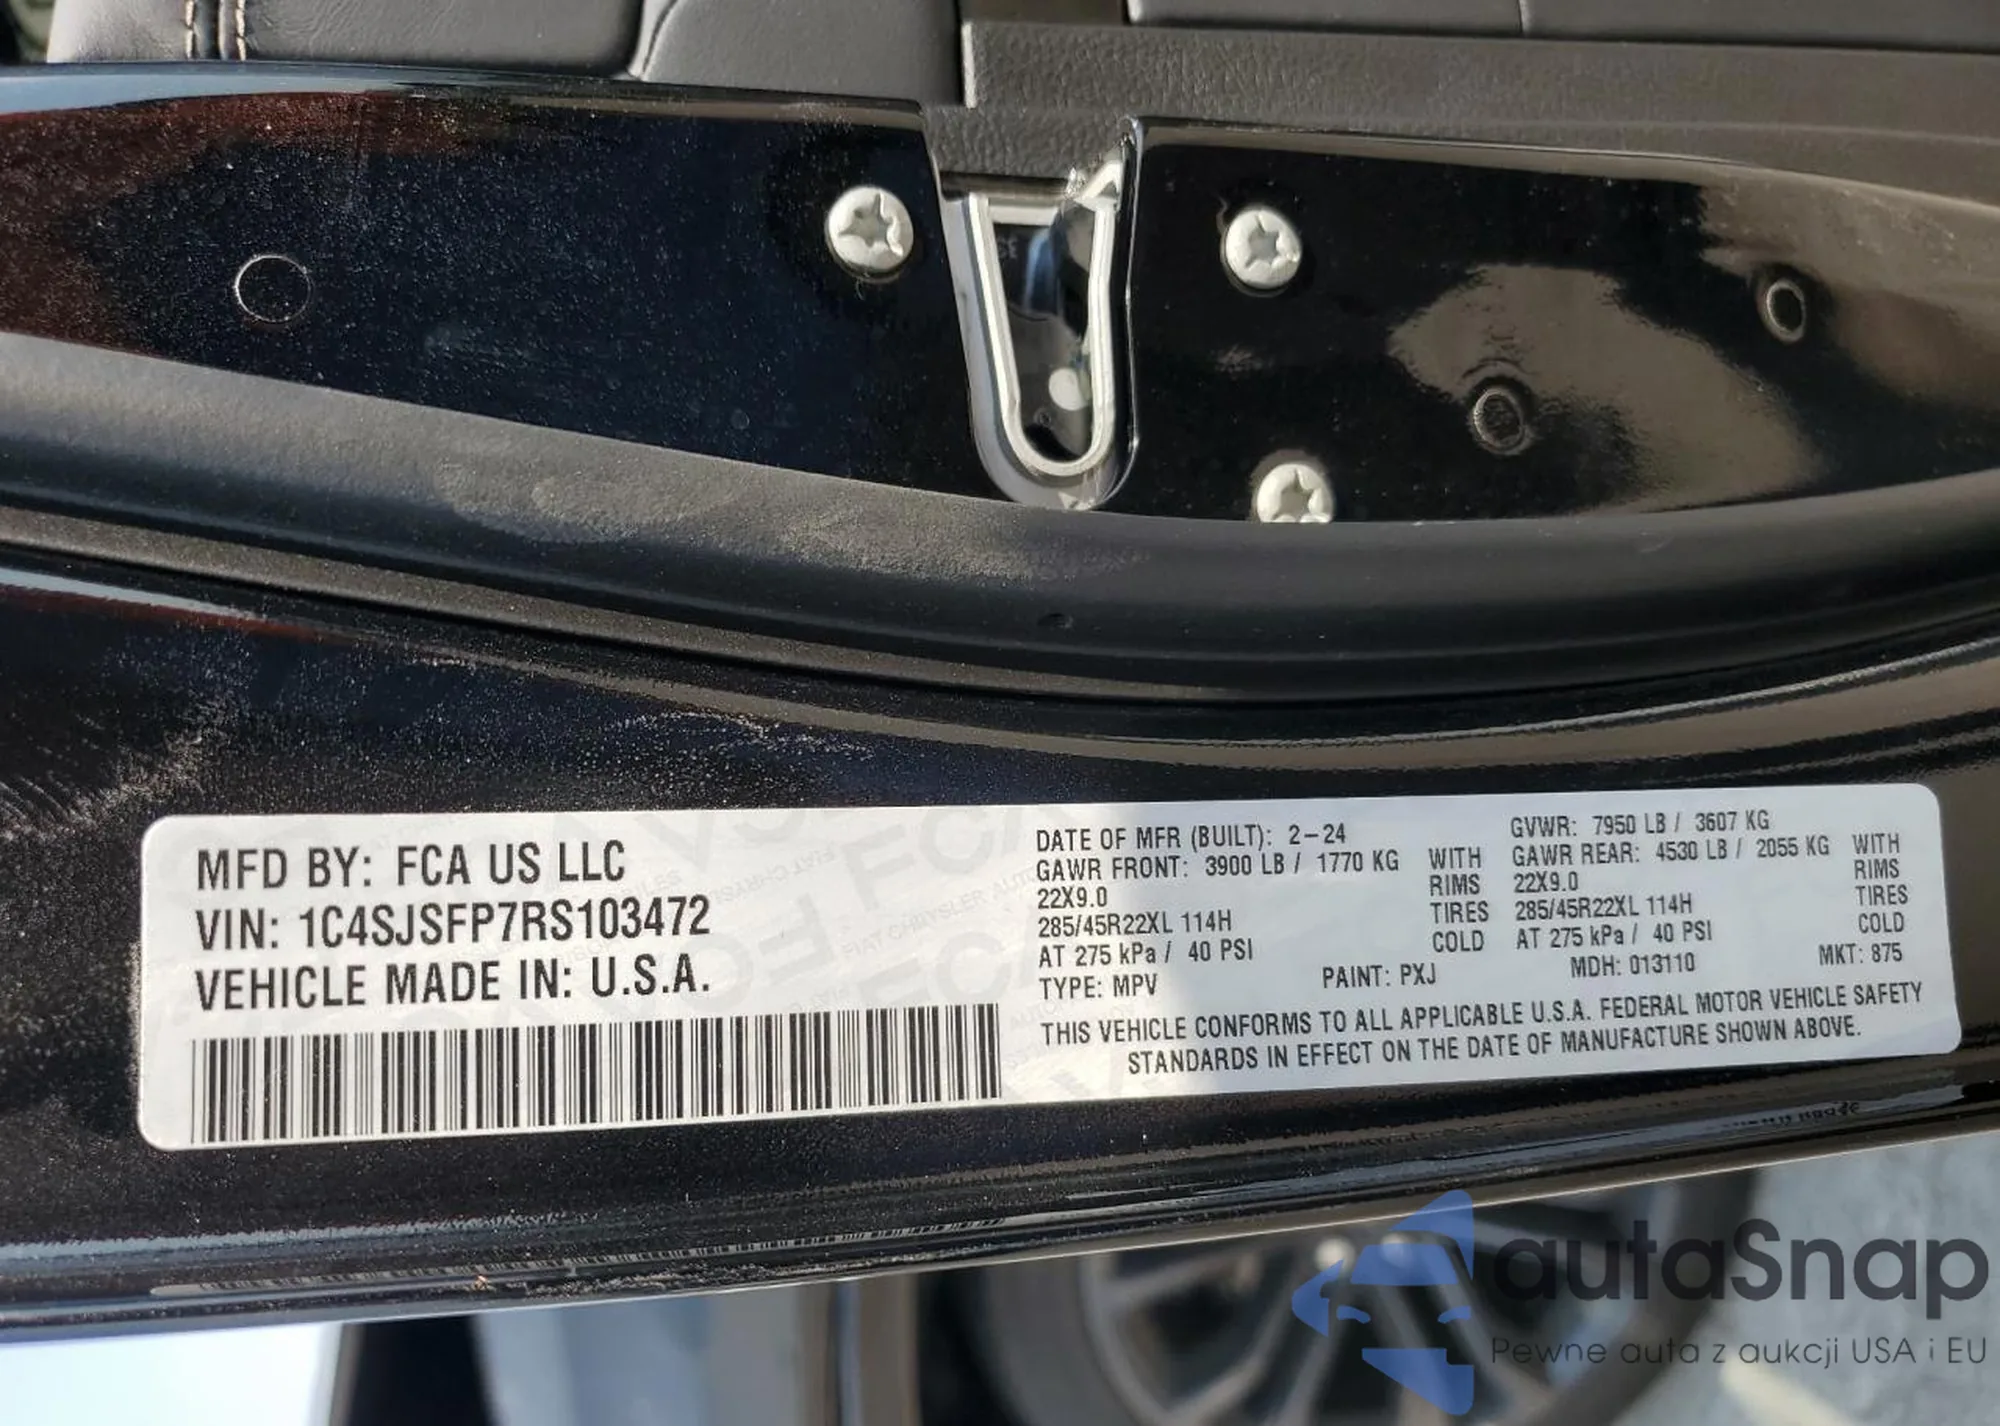 MFD BY: FCA US LLC
VIN: 1C4SJSFP7RS103472
VEHICLE MADE IN: U.S.A.
DATE OF MFR (BUILT): 2-24 GVWR: 7950 LB / 3607 KG
GAWR FRONT: 3900 LB / 1770 KG WITH GAWR REAR: 4530 LB / 2055 KG WITH
22X9.0 RIMS 22X9.0 RIMS
285/45R22XL 114H TIRES 285/45R22XL 114H TIRES
AT 275 kPa / 40 PSI COLD AT 275 kPa / 40 PSI COLD
TYPE: MPV PAINT: PXJ MDH: 013110 MKT: 875
THIS VEHICLE CONFORMS TO ALL APPLICABLE U.S.A. FEDERAL MOTOR VEHICLE SAFETY
STANDARDS IN EFFECT ON THE DATE OF MANUFACTURE SHOWN ABOVE.
autaSnap
Pewne auta z aukcji USA i EU